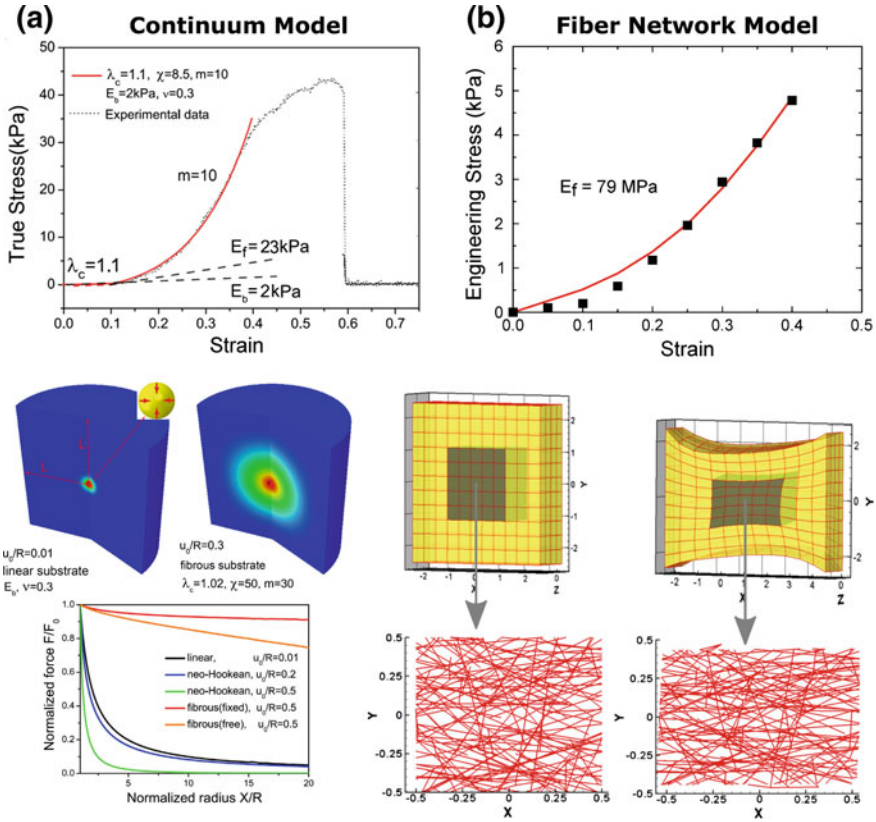 (a) Continuum Model
True Stress(kPa)
50
40
30
20
10
0
λc=1.1, χ=8.5, m=10
Eb=2kPa, ν=0.3
Experimental data
m=10
λc=1.1
Ef=23kPa
Eb=2kPa
0.0 0.1 0.2 0.3 0.4 0.5 0.6 0.7
Strain
(b) Fiber Network Model
Engineering Stress (kPa)
6
5
4
3
2
1
0
Ef = 79 MPa
0.0 0.1 0.2 0.3 0.4 0.5
Strain
L
L
u0/R=0.01
linear substrate
Eb, ν=0.3
u0/R=0.3
fibrous substrate
λc=1.02, χ=50, m=30
Normalized force F/F0
1.0
0.8
0.6
0.4
0.2
0.0
linear, u0/R=0.01
neo-Hookean, u0/R=0.2
neo-Hookean, u0/R=0.5
fibrous(fixed), u0/R=0.5
fibrous(free), u0/R=0.5
5 10 15 20
Normalized radius X/R
2
1
0
-1
-2
Y
-2 -1 0 1 2
X Z
2
1
0
-1
-2
Y
-2 -1 0 1 2 3 4 5
X Z
0.5
0.25
0
-0.25
-0.5
Y
-0.5 -0.25 0 0.25 0.5
X
0.5
0.25
0
-0.25
-0.5
Y
-0.5 -0.25 0 0.25 0.5
X